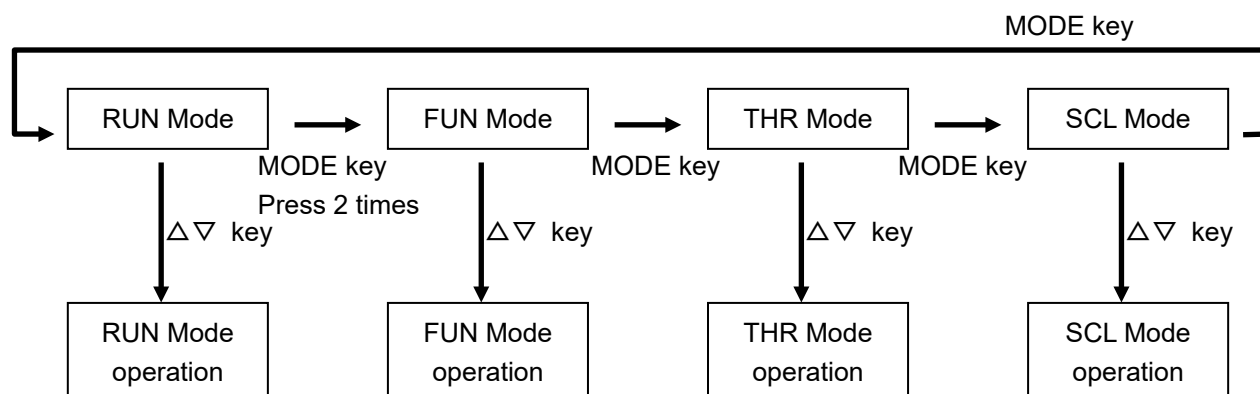 MODE key
RUN Mode
FUN Mode
THR Mode
SCL Mode
MODE key
Press 2 times
MODE key
MODE key
△▽ key
△▽ key
△▽ key
△▽ key
RUN Mode
operation
FUN Mode
operation
THR Mode
operation
SCL Mode
operation